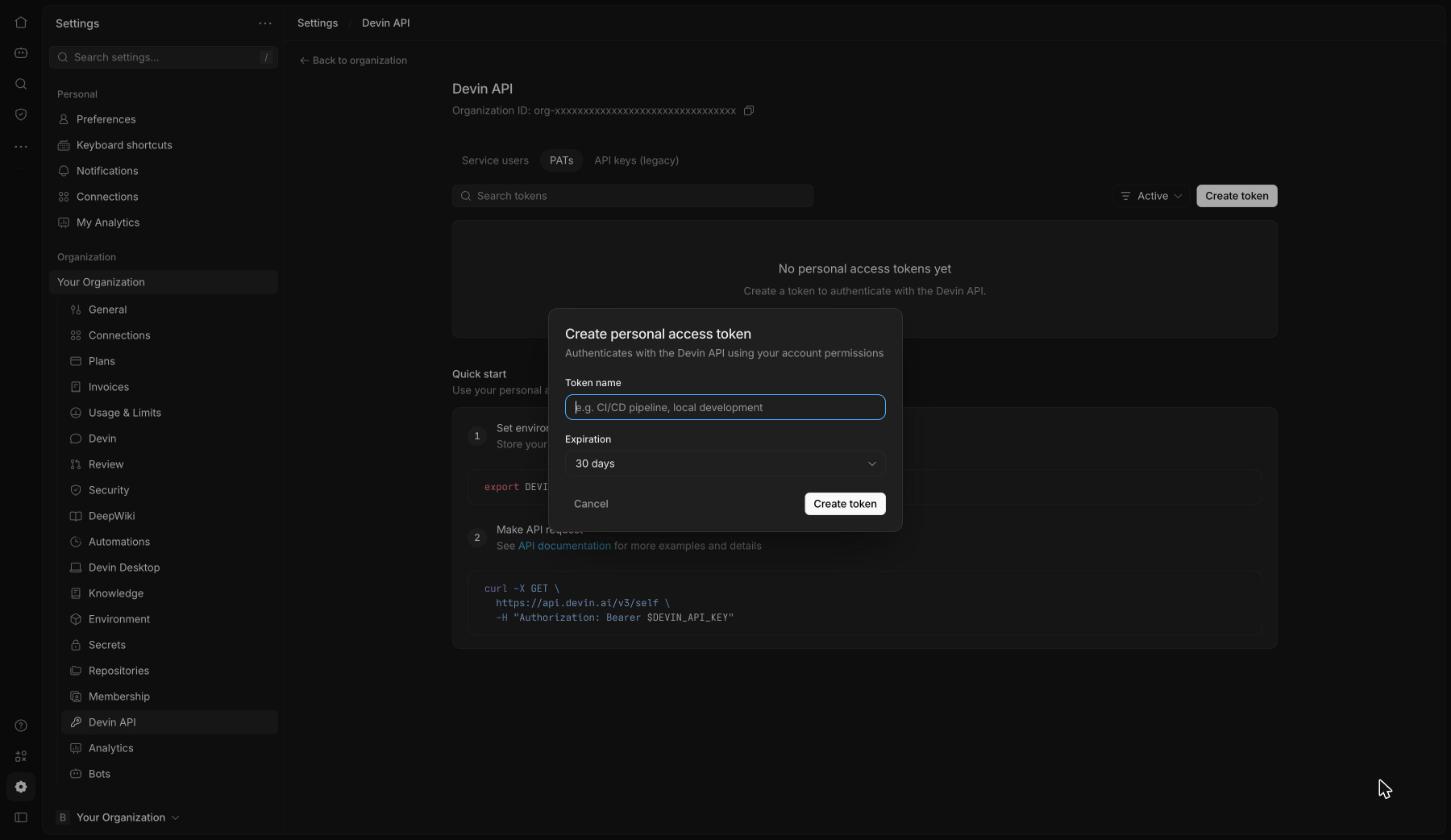 Settings
Search settings...
/
Personal
Preferences
Keyboard shortcuts
Notifications
Connections
My Analytics
Organization
Your Organization
General
Connections
Plans
Invoices
Usage & Limits
Devin
Review
Security
DeepWiki
Automations
Devin Desktop
Knowledge
Environment
Secrets
Repositories
Membership
Devin API
Analytics
Bots
B Your Organization
Settings Devin API
← Back to organization
Devin API
Organization ID: org-xxxxxxxxxxxxxxxxxxxxxxxxxxxxxxxx
Service users PATs API keys (legacy)
Search tokens
Active
Create token
No personal access tokens yet
Create a token to authenticate with the Devin API.
Quick start
Use your personal a
1
Set environ
Store your
export DEVI
2
Make API request
See API documentation for more examples and details
curl -X GET \
https://api.devin.ai/v3/self \
-H "Authorization: Bearer $DEVIN_API_KEY"
Create personal access token
Authenticates with the Devin API using your account permissions
Token name
e.g. CI/CD pipeline, local development
Expiration
30 days
Cancel
Create token